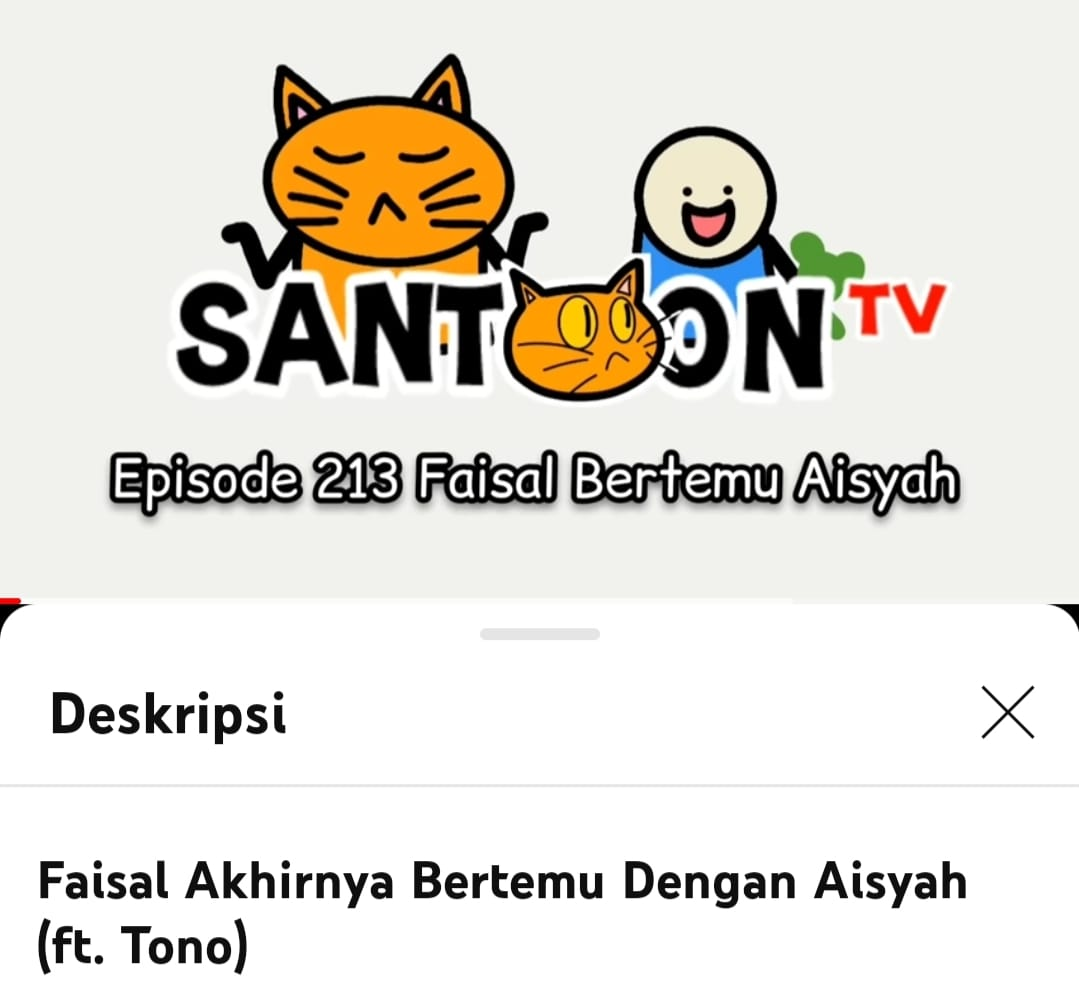 SANTOON TV
Episode 213 Faisal Bertemu Aisyah
Deskripsi
Faisal Akhirnya Bertemu Dengan Aisyah
(ft. Tono)